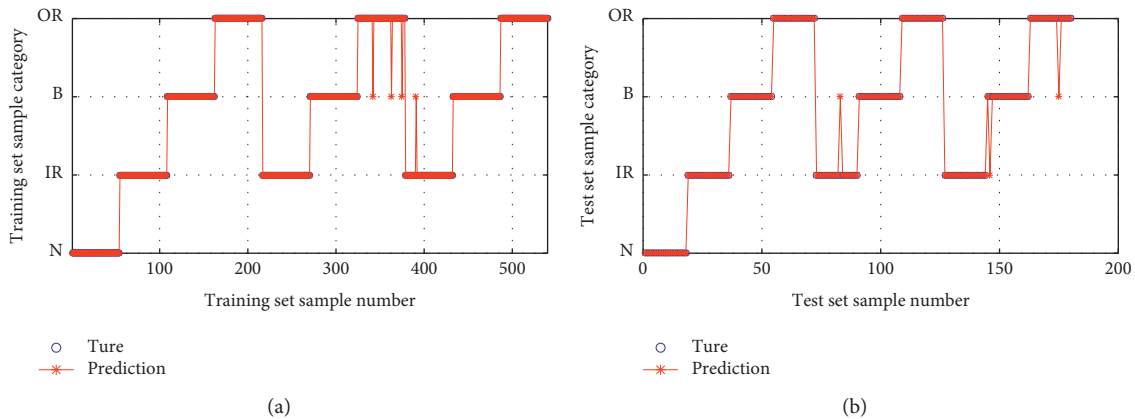 OR
B
IR
N
Training set sample category
100
200
300
400
500
Training set sample number
Ture
Prediction
(a)
OR
B
IR
N
Test set sample category
0
50
100
150
200
Test set sample number
Ture
Prediction
(b)